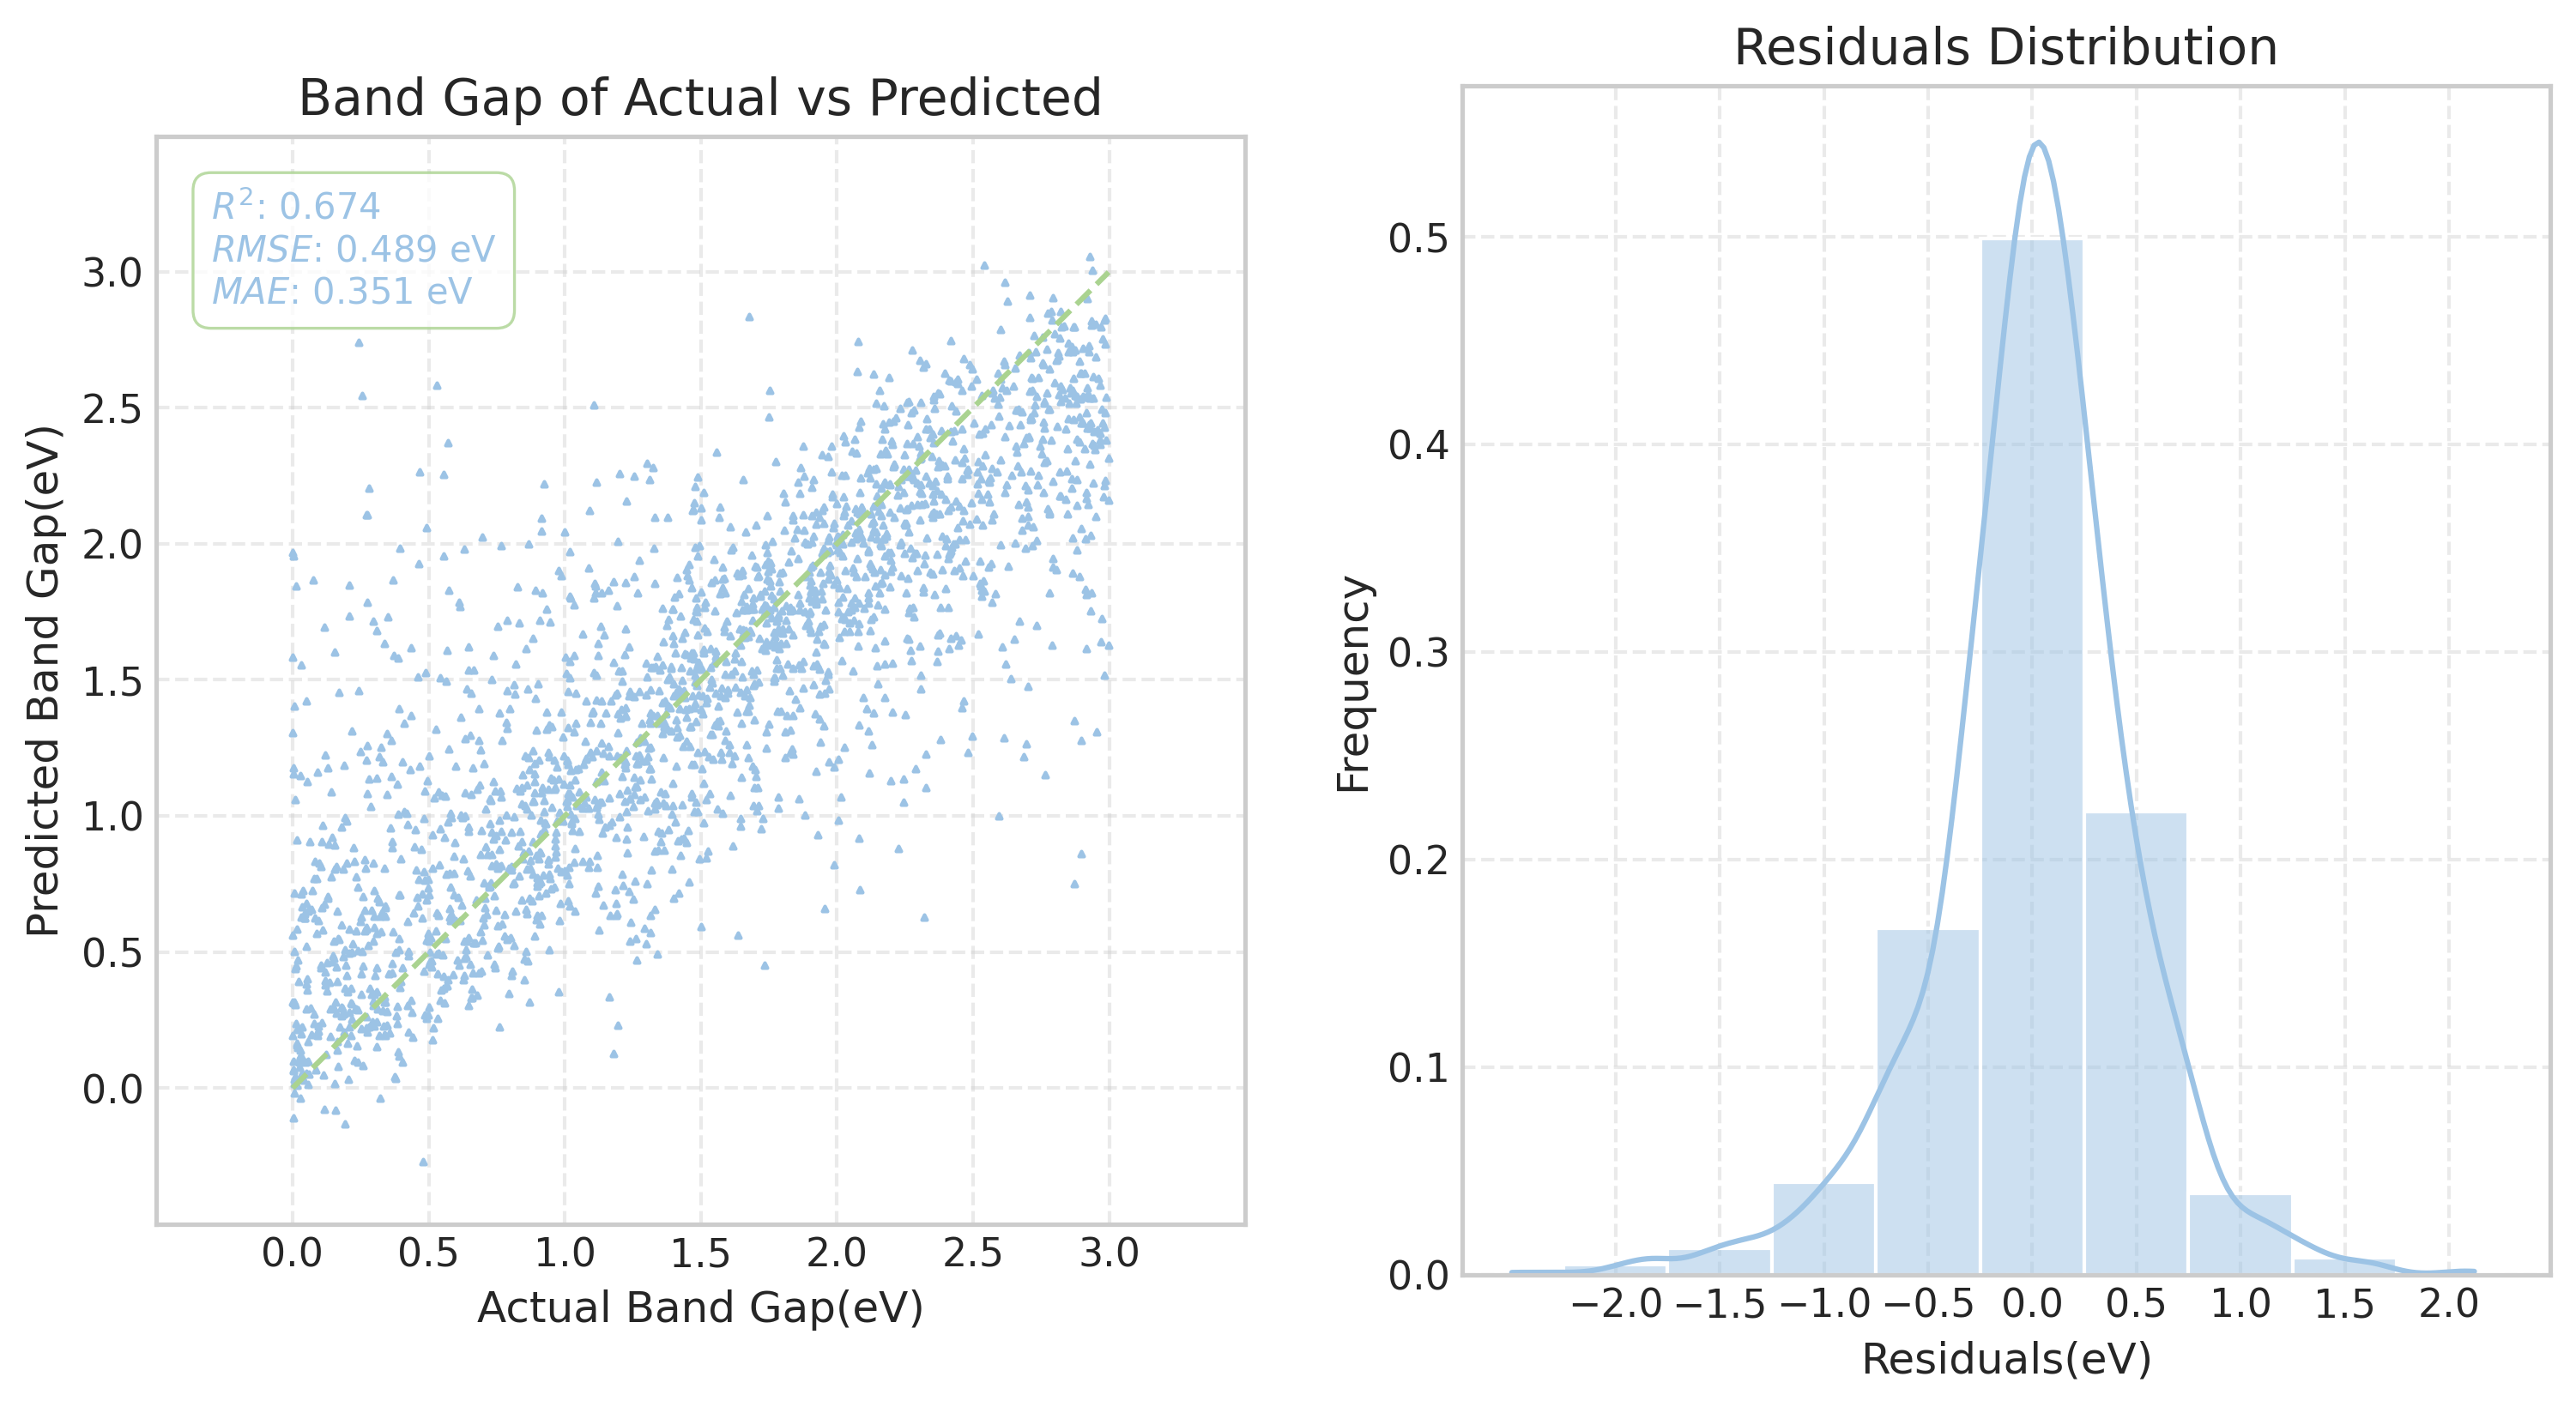 Band Gap of Actual vs Predicted
R²: 0.674
RMSE: 0.489 eV
MAE: 0.351 eV
Predicted Band Gap(eV)
3.0
2.5
2.0
1.5
1.0
0.5
0.0
0.0 0.5 1.0 1.5 2.0 2.5 3.0
Actual Band Gap(eV)
Residuals Distribution
Frequency
0.5
0.4
0.3
0.2
0.1
0.0
−2.0 −1.5 −1.0 −0.5 0.0 0.5 1.0 1.5 2.0
Residuals(eV)